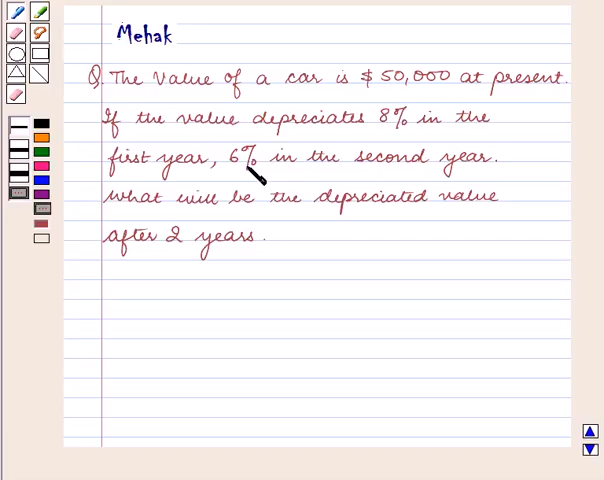 Mehak
Q. The value of a car is $50,000 at present.
If the value depreciates 8% in the
first year, 6% in the second year.
what will be the depreciated value
after 2 years.